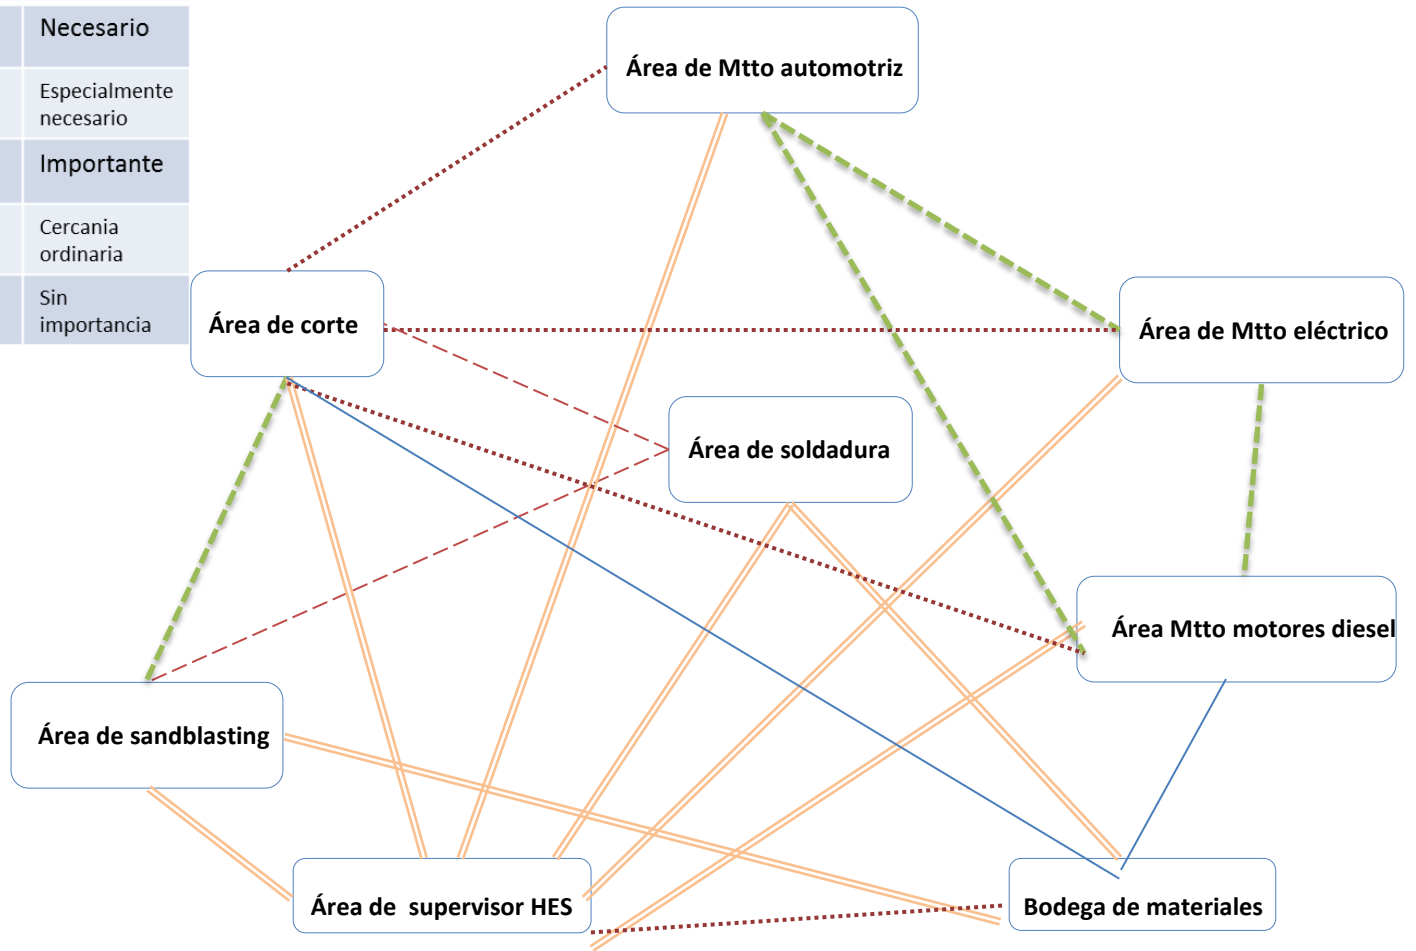 Necesario
Especialmente
necesario
Importante
Cercania
ordinaria
Sin
importancia
Área de Mtto automotriz
Área de corte
Área de Mtto eléctrico
Área de soldadura
Área Mtto motores diesel
Área de sandblasting
Área de supervisor HES
Bodega de materiales